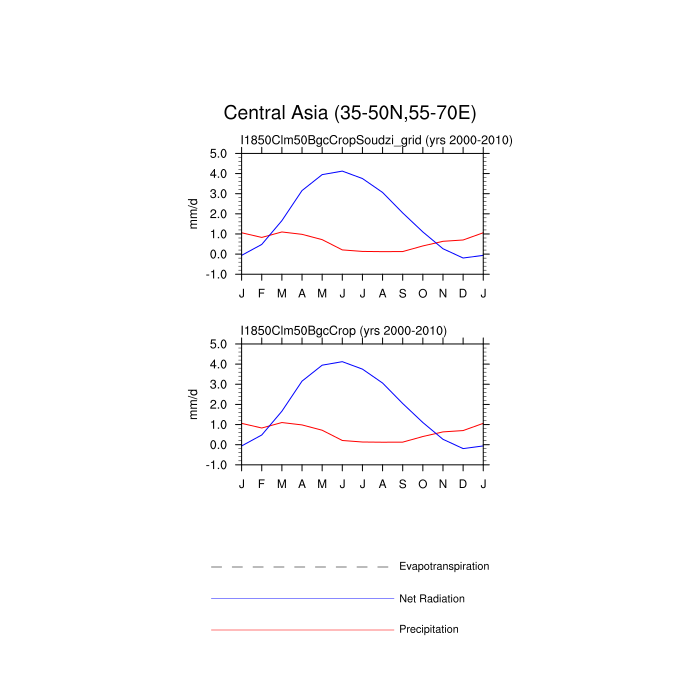 Central Asia (35-50N,55-70E)
I1850Clm50BgcCropSoudzi_grid (yrs 2000-2010)
5.0
4.0
3.0
2.0
1.0
0.0
-1.0
mm/d
J F M A M J J A S O N D J
I1850Clm50BgcCrop (yrs 2000-2010)
5.0
4.0
3.0
2.0
1.0
0.0
-1.0
mm/d
J F M A M J J A S O N D J
Evapotranspiration
Net Radiation
Precipitation